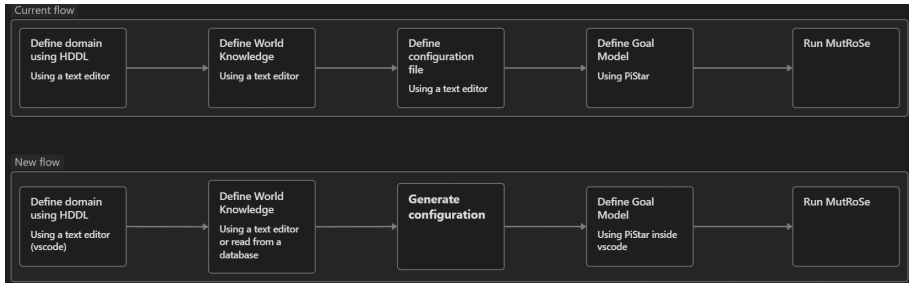 Current flow
Define domain
using HDDL
Using a text editor
Define World
Knowledge
Using a text editor
Define
configuration
file
Using a text editor
Define Goal
Model
Using PiStar
Run MutRoSe
New flow
Define domain
using HDDL
Using a text editor
(vscode)
Define World
Knowledge
Using a text editor
or read from a
database
Generate
configuration
Define Goal
Model
Using PiStar inside
vscode
Run MutRoSe